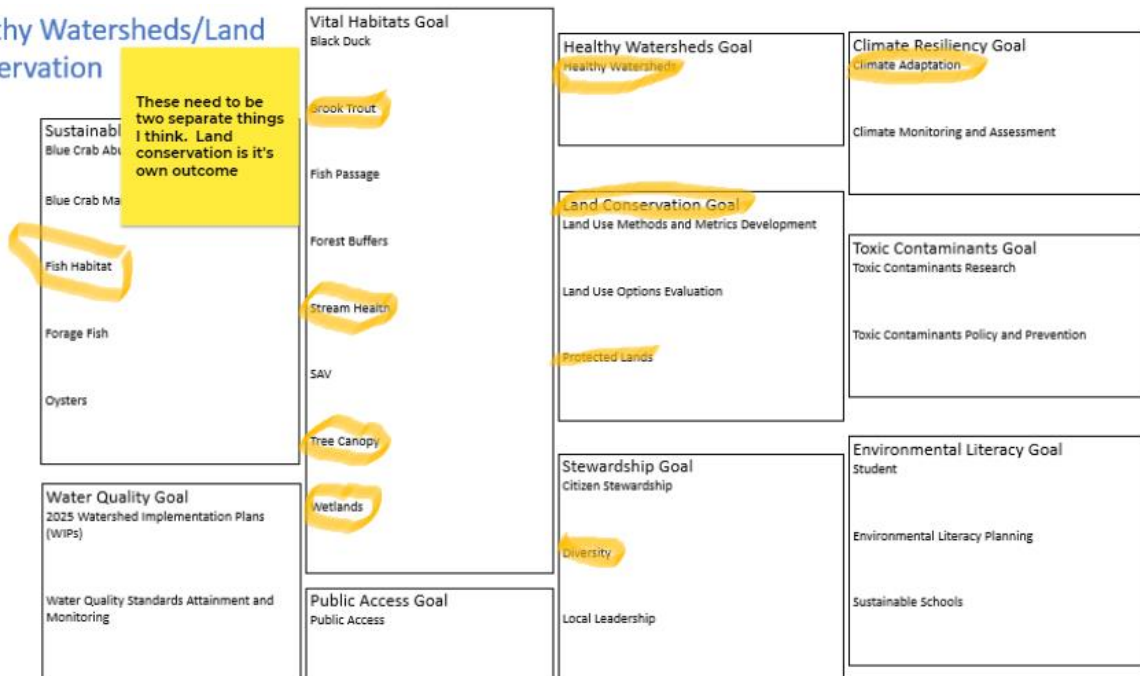 thy Watersheds/Land
ervation
These need to be
two separate things
I think. Land
conservation is it's
own outcome
Sustainabl
Blue Crab Abu
Blue Crab Ma
Fish Habitat
Forage Fish
Oysters
Water Quality Goal
2025 Watershed Implementation Plans
(WIPs)
Water Quality Standards Attainment and
Monitoring
Vital Habitats Goal
Black Duck
Brook Trout
Fish Passage
Forest Buffers
Stream Health
SAV
Tree Canopy
Wetlands
Public Access Goal
Public Access
Healthy Watersheds Goal
Healthy Watersheds
Land Conservation Goal
Land Use Methods and Metrics Development
Land Use Options Evaluation
Protected Lands
Stewardship Goal
Citizen Stewardship
Diversity
Local Leadership
Climate Resiliency Goal
Climate Adaptation
Climate Monitoring and Assessment
Toxic Contaminants Goal
Toxic Contaminants Research
Toxic Contaminants Policy and Prevention
Environmental Literacy Goal
Student
Environmental Literacy Planning
Sustainable Schools